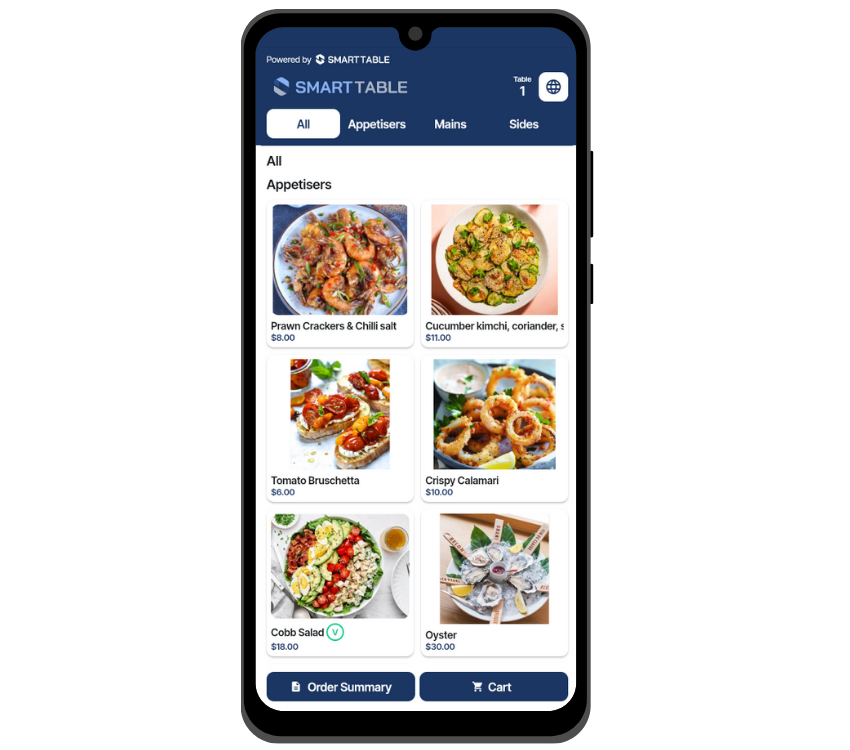 Powered by SMARTTABLE
SMARTTABLE
Table
1
All Appetisers Mains Sides
All
Appetisers
Prawn Crackers & Chilli salt
$8.00
Cucumber kimchi, coriander, s
$11.00
Tomato Bruschetta
$6.00
Crispy Calamari
$10.00
Cobb Salad V
$18.00
Oyster
$30.00
Order Summary
Cart